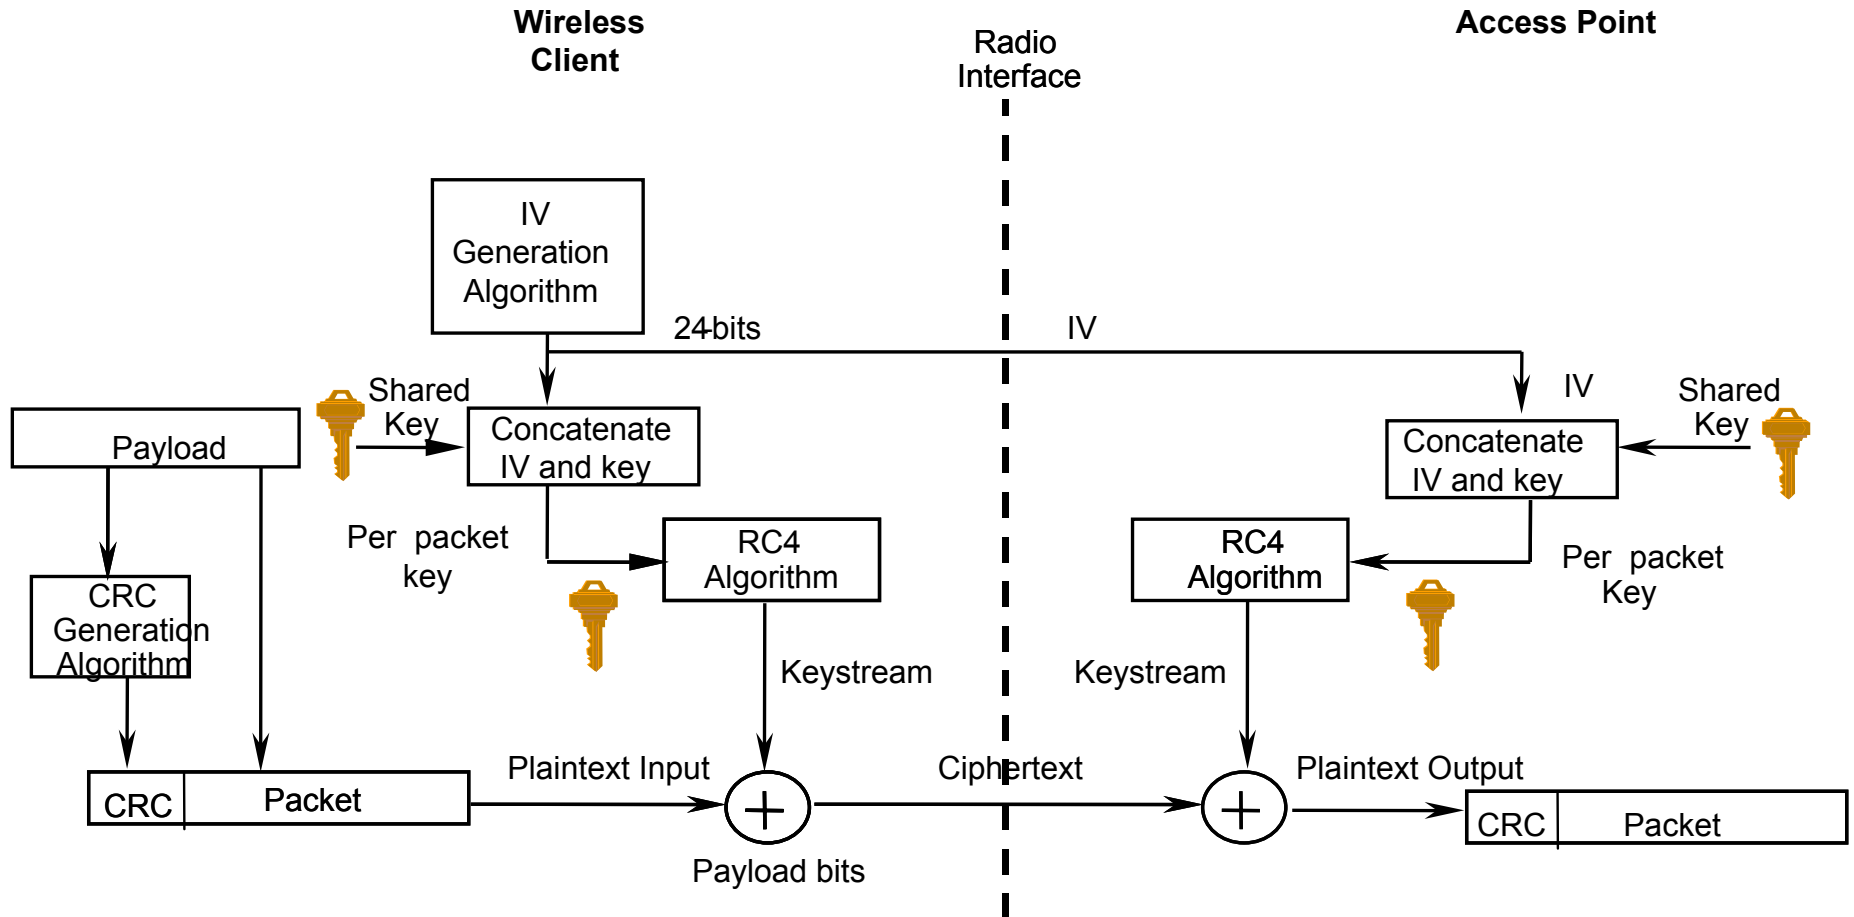 Wireless
Client
Radio
Interface
Access Point
IV
Generation
Algorithm
24-bits
IV
Shared
Key
Payload
Concatenate
IV and key
IV
Shared
Key
Concatenate
IV and key
Per packet
key
RC4
Algorithm
RC4
Algorithm
Per packet
Key
CRC
Generation
Algorithm
Keystream
Keystream
CRC
Packet
Plaintext Input
Ciphertext
Plaintext Output
CRC
Packet
Payload bits